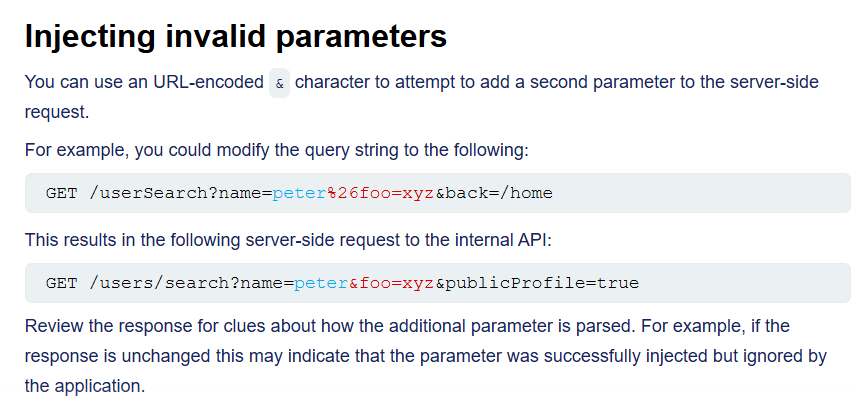 Injecting invalid parameters
You can use an URL-encoded & character to attempt to add a second parameter to the server-side
request.
For example, you could modify the query string to the following:
GET /userSearch?name=peter%26foo=xyz&back=/home
This results in the following server-side request to the internal API:
GET /users/search?name=peter&foo=xyz&publicProfile=true
Review the response for clues about how the additional parameter is parsed. For example, if the
response is unchanged this may indicate that the parameter was successfully injected but ignored by
the application.